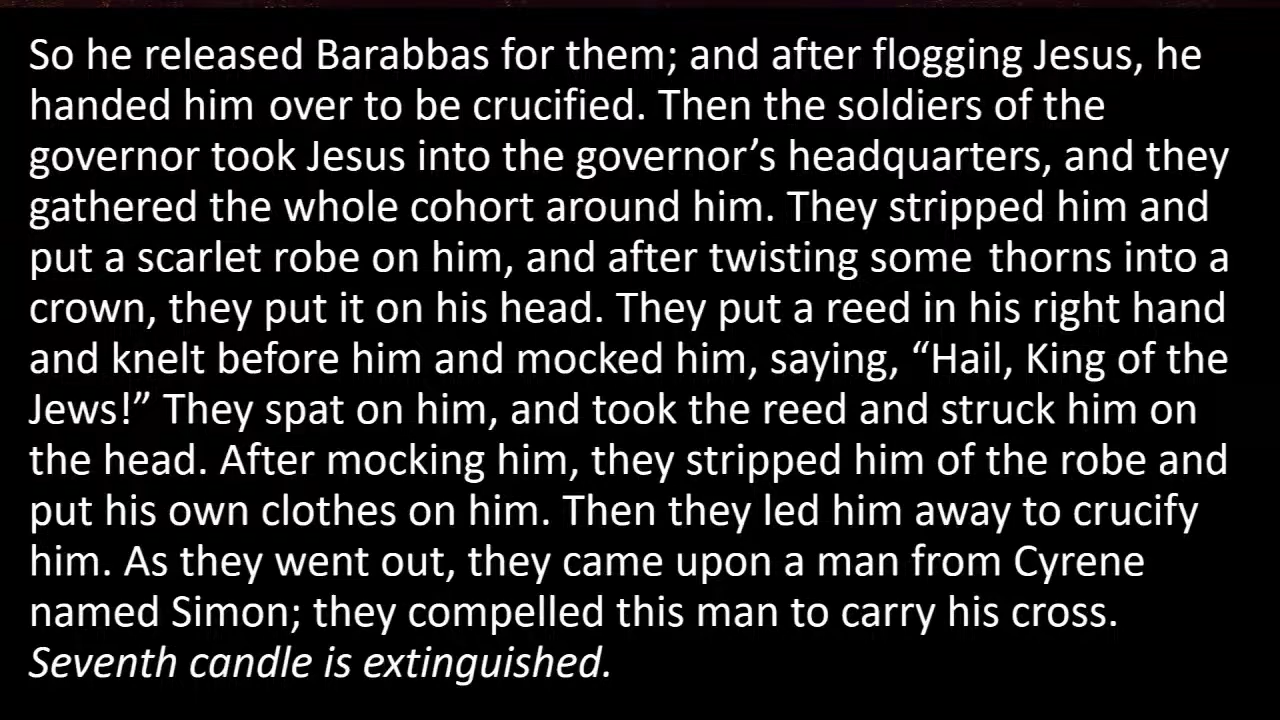 So he released Barabbas for them; and after flogging Jesus, he
handed him over to be crucified. Then the soldiers of the
governor took Jesus into the governor’s headquarters, and they
gathered the whole cohort around him. They stripped him and
put a scarlet robe on him, and after twisting some thorns into a
crown, they put it on his head. They put a reed in his right hand
and knelt before him and mocked him, saying, “Hail, King of the
Jews!” They spat on him, and took the reed and struck him on
the head. After mocking him, they stripped him of the robe and
put his own clothes on him. Then they led him away to crucify
him. As they went out, they came upon a man from Cyrene
named Simon; they compelled this man to carry his cross.
Seventh candle is extinguished.